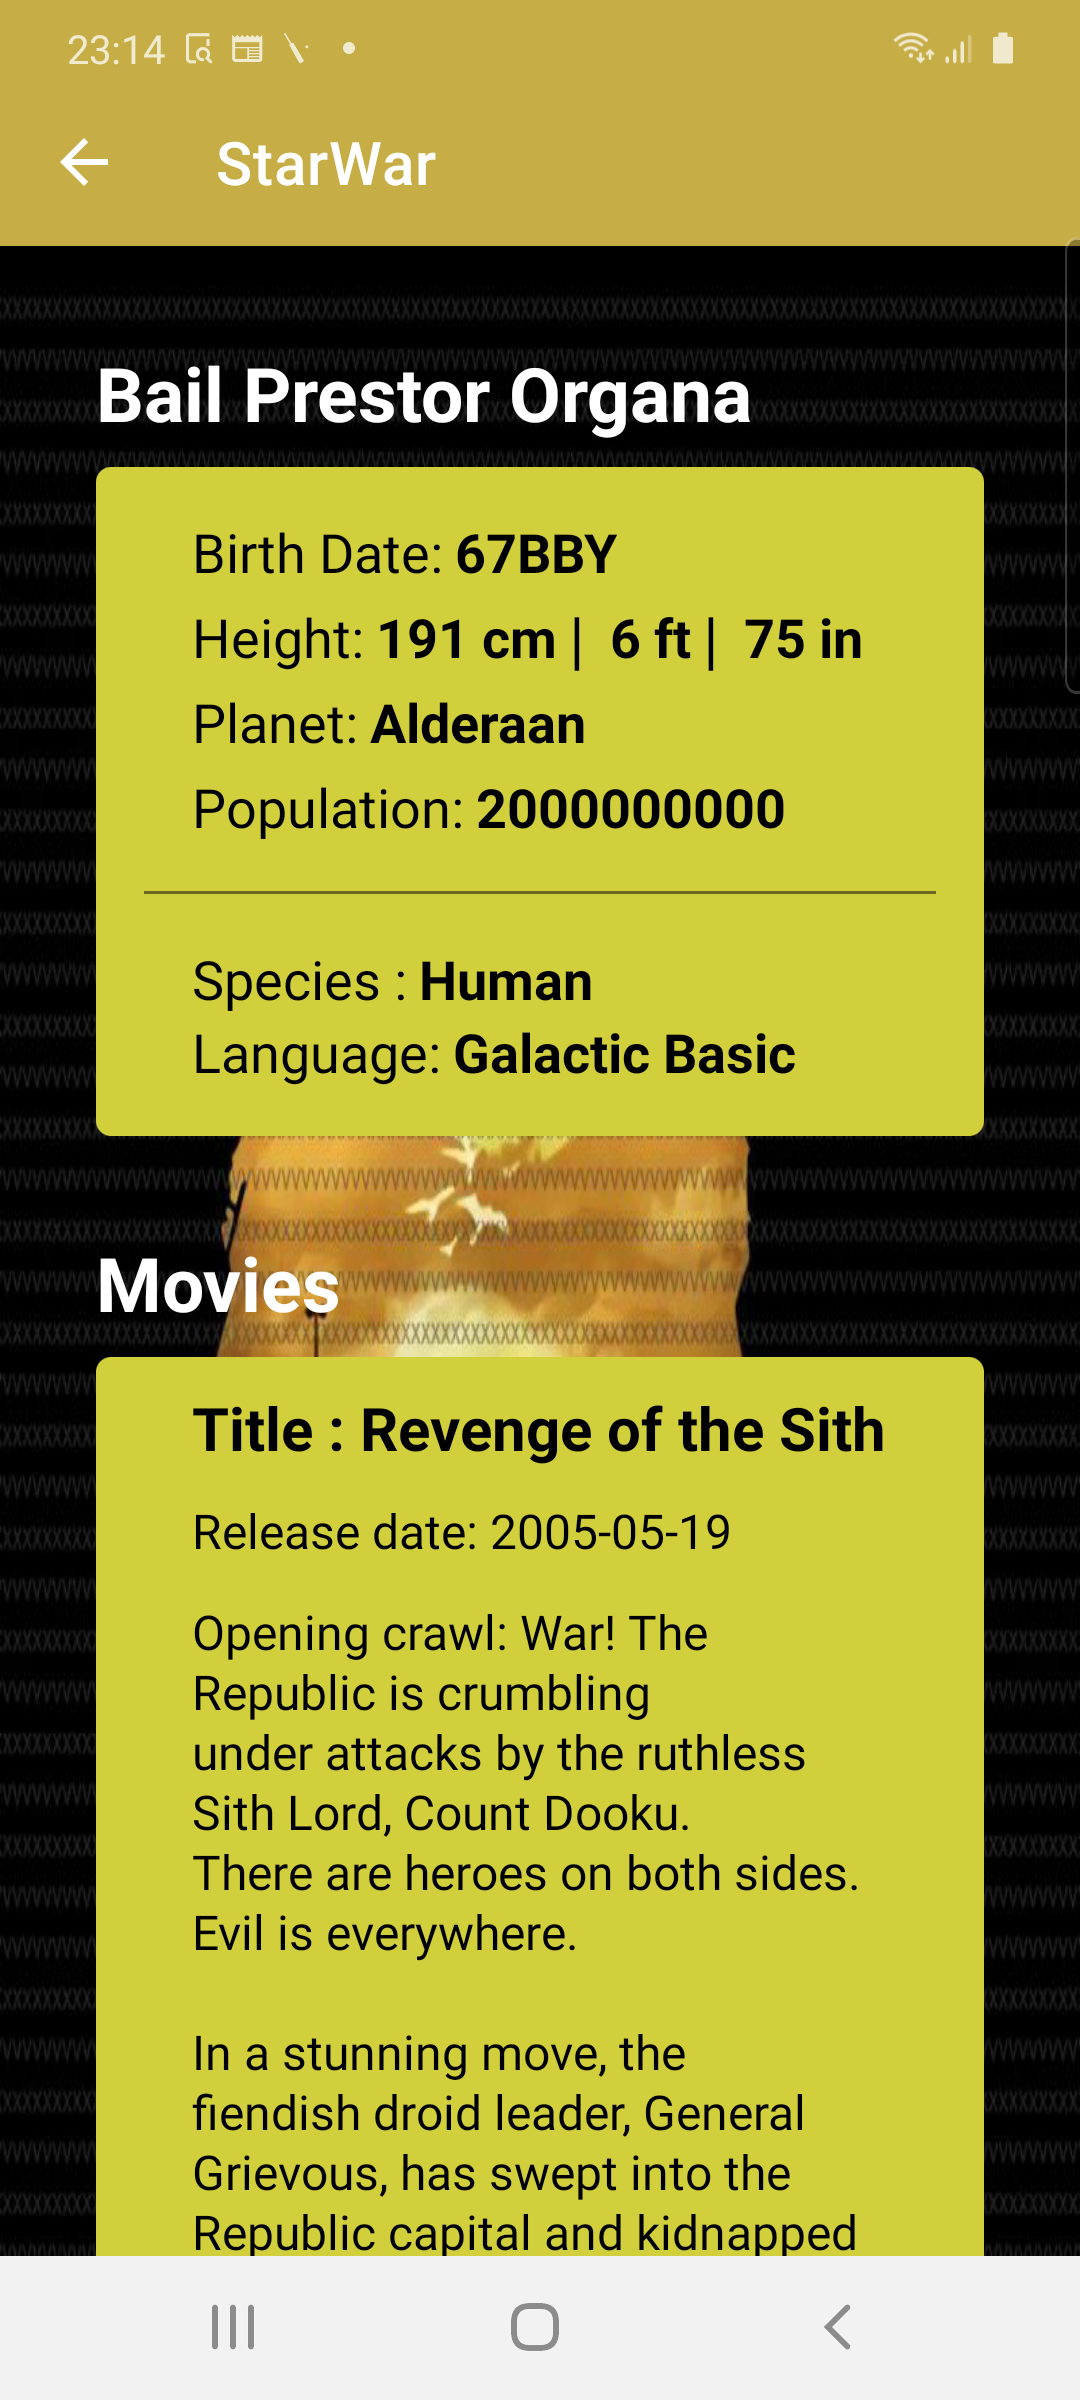 23:14
StarWar
Bail Prestor Organa
Birth Date: 67BBY
Height: 191 cm | 6 ft | 75 in
Planet: Alderaan
Population: 2000000000
Species : Human
Language: Galactic Basic
Movies
Title : Revenge of the Sith
Release date: 2005-05-19
Opening crawl: War! The
Republic is crumbling
under attacks by the ruthless
Sith Lord, Count Dooku.
There are heroes on both sides.
Evil is everywhere.
In a stunning move, the
fiendish droid leader, General
Grievous, has swept into the
Republic capital and kidnapped